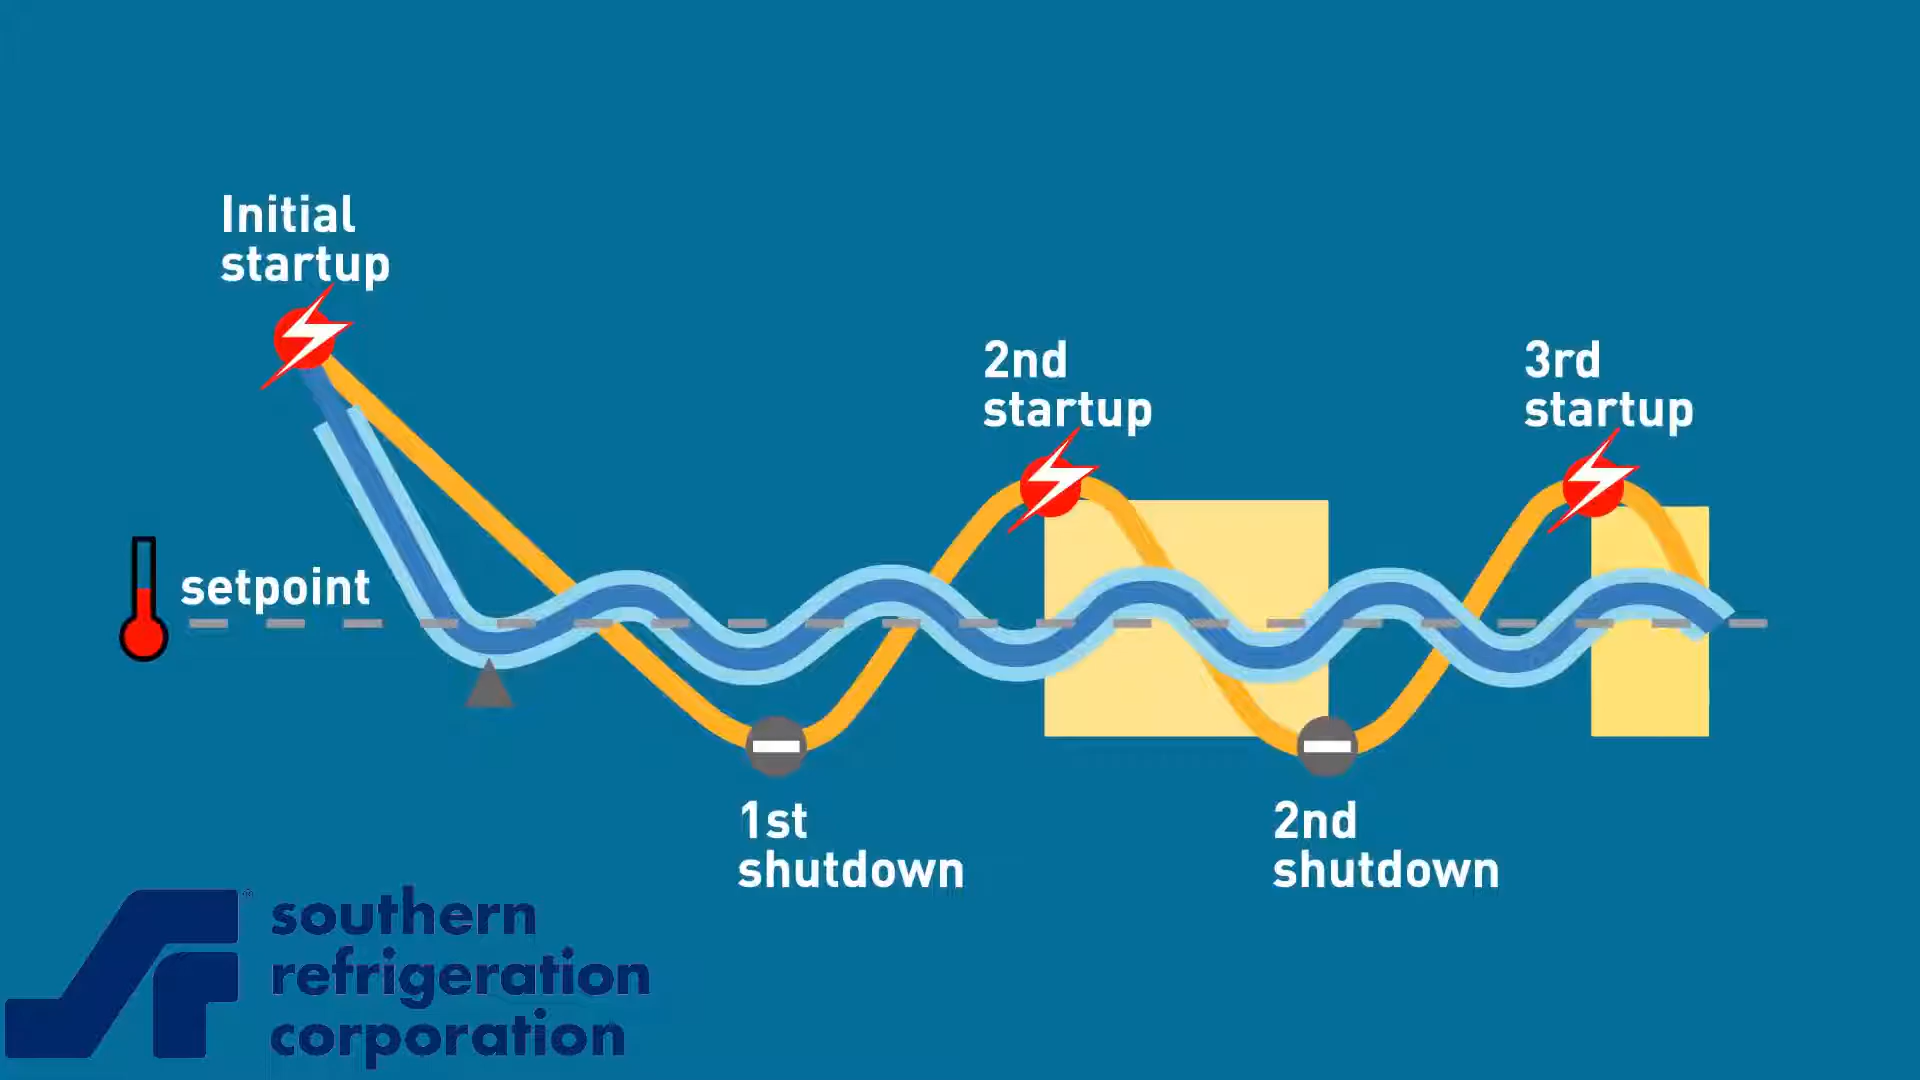 Initial
startup
2nd
startup
3rd
startup
setpoint
1st
shutdown
2nd
shutdown
southern
refrigeration
corporation